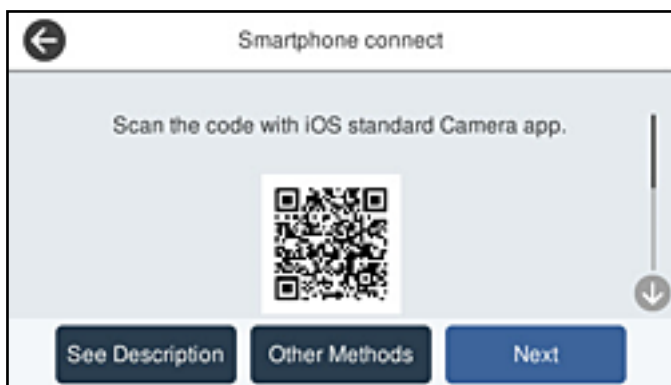 Smartphone connect
Scan the code with iOS standard Camera app.
See Description
Other Methods
Next